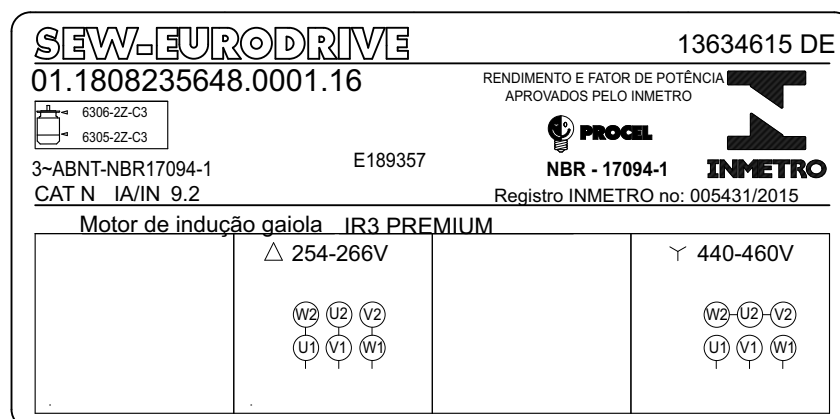 SEW-EURODRIVE
13634615 DE
01.1808235648.0001.16
RENDIMENTO E FATOR DE POTÊNCIA
APROVADOS PELO INMETRO
6306-2Z-C3
6305-2Z-C3
PROCEL
3~ABNT-NBR17094-1
E189357
NBR - 17094-1
INMETRO
CAT N IA/IN 9.2
Registro INMETRO no: 005431/2015
Motor de indução gaiola IR3 PREMIUM
△ 254-266V
440-460V
W2 U2 V2
U1 V1 W1
W2 U2 V2
U1 V1 W1